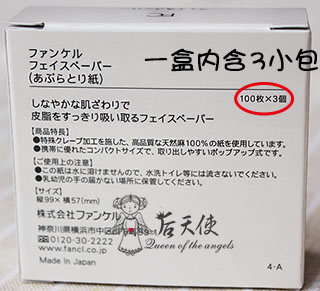 ファンケル
フェイスペーパー
(あぶらとり紙)
一盒內含3小包
100枚×3個
しなやかな肌ざわりで
皮脂をすっきり吸い取るフェイスペーパー
【商品特長】
●特殊クレープ加工を施した、高品質な天然麻100%の紙を使用しています。
●携帯に便利なコンパクトサイズで、取り出しやすいポップアップ式です。
【ご使用上の注意】
●この紙は水に溶けませんので、水洗トイレ等には流さないでください。
●乳幼児の手の届かない場所に保管してください。
【サイズ】
縦99×横57(mm)
株式会社ファンケル
神奈川県横浜市中区
0120-30-2222
www.fancl.co.jp
Made In Japan
若天使
Queen of the angels
4-A